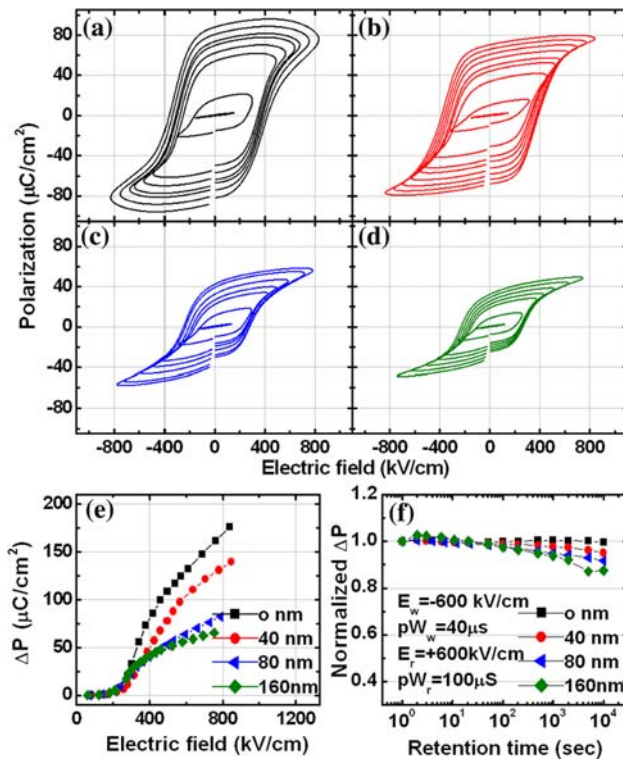 (a)
(b)
80
40
0
-40
-80
Polarization (μC/cm²)
(c)
(d)
80
40
0
-40
-80
-800 -400 0 400 800
-800 -400 0 400 800
Electric field (kV/cm)
(e)
200
150
100
50
0
ΔP (μC/cm²)
o nm
40 nm
80 nm
160nm
0 400 800 1200
Electric field (kV/cm)
(f)
1.2
1.0
0.8
0.6
0.4
Normalized ΔP
E_w=-600 kV/cm
pW_w=40μs
E_r=+600kV/cm
pW_r=100μS
o nm
40 nm
80 nm
160nm
10⁰ 10¹ 10² 10³ 10⁴
Retention time (sec)